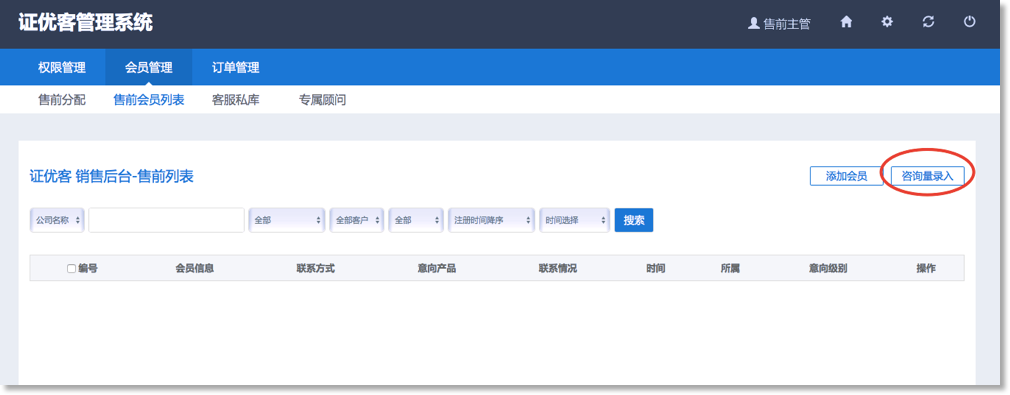 证优客管理系统
售前主管
权限管理 会员管理 订单管理
售前分配 售前会员列表 客服私库 专属顾问
证优客 销售后台-售前列表
添加会员 咨询量录入
公司名称 全部 全部客户 全部 注册时间降序 时间选择 搜索
编号 会员信息 联系方式 意向产品 联系情况 时间 所属 意向级别 操作